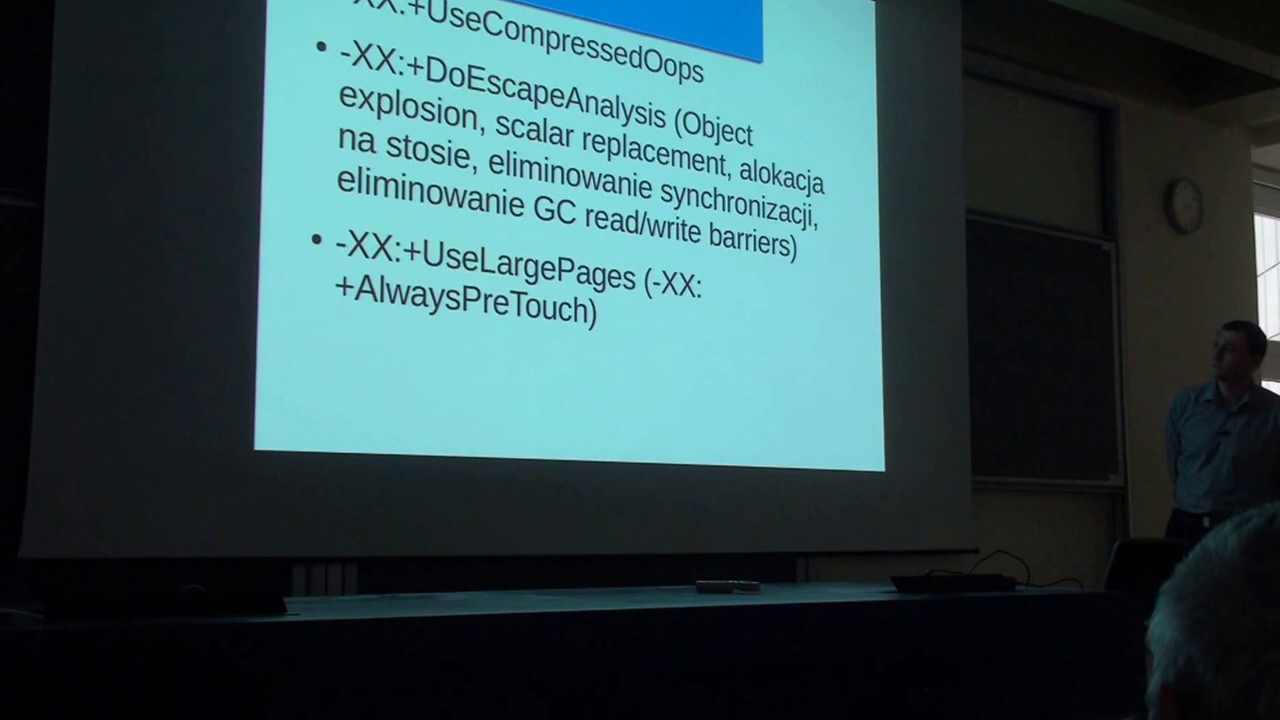 -XX:+UseCompressedOops
• -XX:+DoEscapeAnalysis (Object
explosion, scalar replacement, alokacja
na stosie, eliminowanie synchronizacji,
eliminowanie GC read/write barriers)
• -XX:+UseLargePages (-XX:
+AlwaysPreTouch)